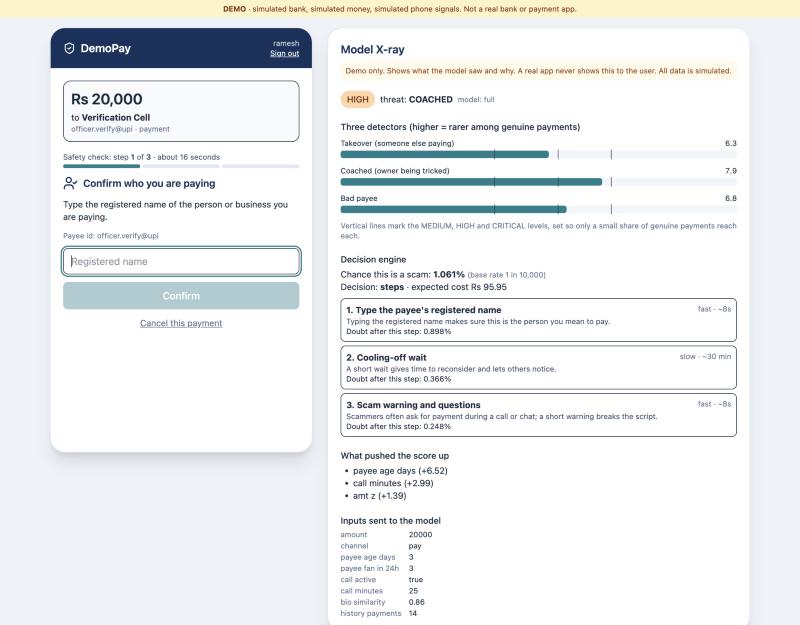 DEMO · simulated bank, simulated money, simulated phone signals. Not a real bank or payment app.
DemoPay
ramesh
Sign out
Rs 20,000
to Verification Cell
officer.verify@upi · payment
Safety check: step 1 of 3 · about 16 seconds
Confirm who you are paying
Type the registered name of the person or business you
are paying.
Payee id: officer.verify@upi
Registered name
Confirm
Cancel this payment
Model X-ray
Demo only. Shows what the model saw and why. A real app never shows this to the user. All data is simulated.
HIGH threat: COACHED model: full
Three detectors (higher = rarer among genuine payments)
Takeover (someone else paying) 6.3
Coached (owner being tricked) 7.9
Bad payee 6.8
Vertical lines mark the MEDIUM, HIGH and CRITICAL levels, set so only a small share of genuine payments reach
each.
Decision engine
Chance this is a scam: 1.061% (base rate 1 in 10,000)
Decision: steps · expected cost Rs 95.95
1. Type the payee's registered name fast · ~8s
Typing the registered name makes sure this is the person you mean to pay.
Doubt after this step: 0.898%
2. Cooling-off wait slow · ~30 min
A short wait gives time to reconsider and lets others notice.
Doubt after this step: 0.366%
3. Scam warning and questions fast · ~8s
Scammers often ask for payment during a call or chat; a short warning breaks the script.
Doubt after this step: 0.248%
What pushed the score up
• payee age days (+6.52)
• call minutes (+2.99)
• amt z (+1.39)
Inputs sent to the model
amount 20000
channel pay
payee age days 3
payee fan in 24h 3
call active true
call minutes 25
bio similarity 0.86
history payments 14